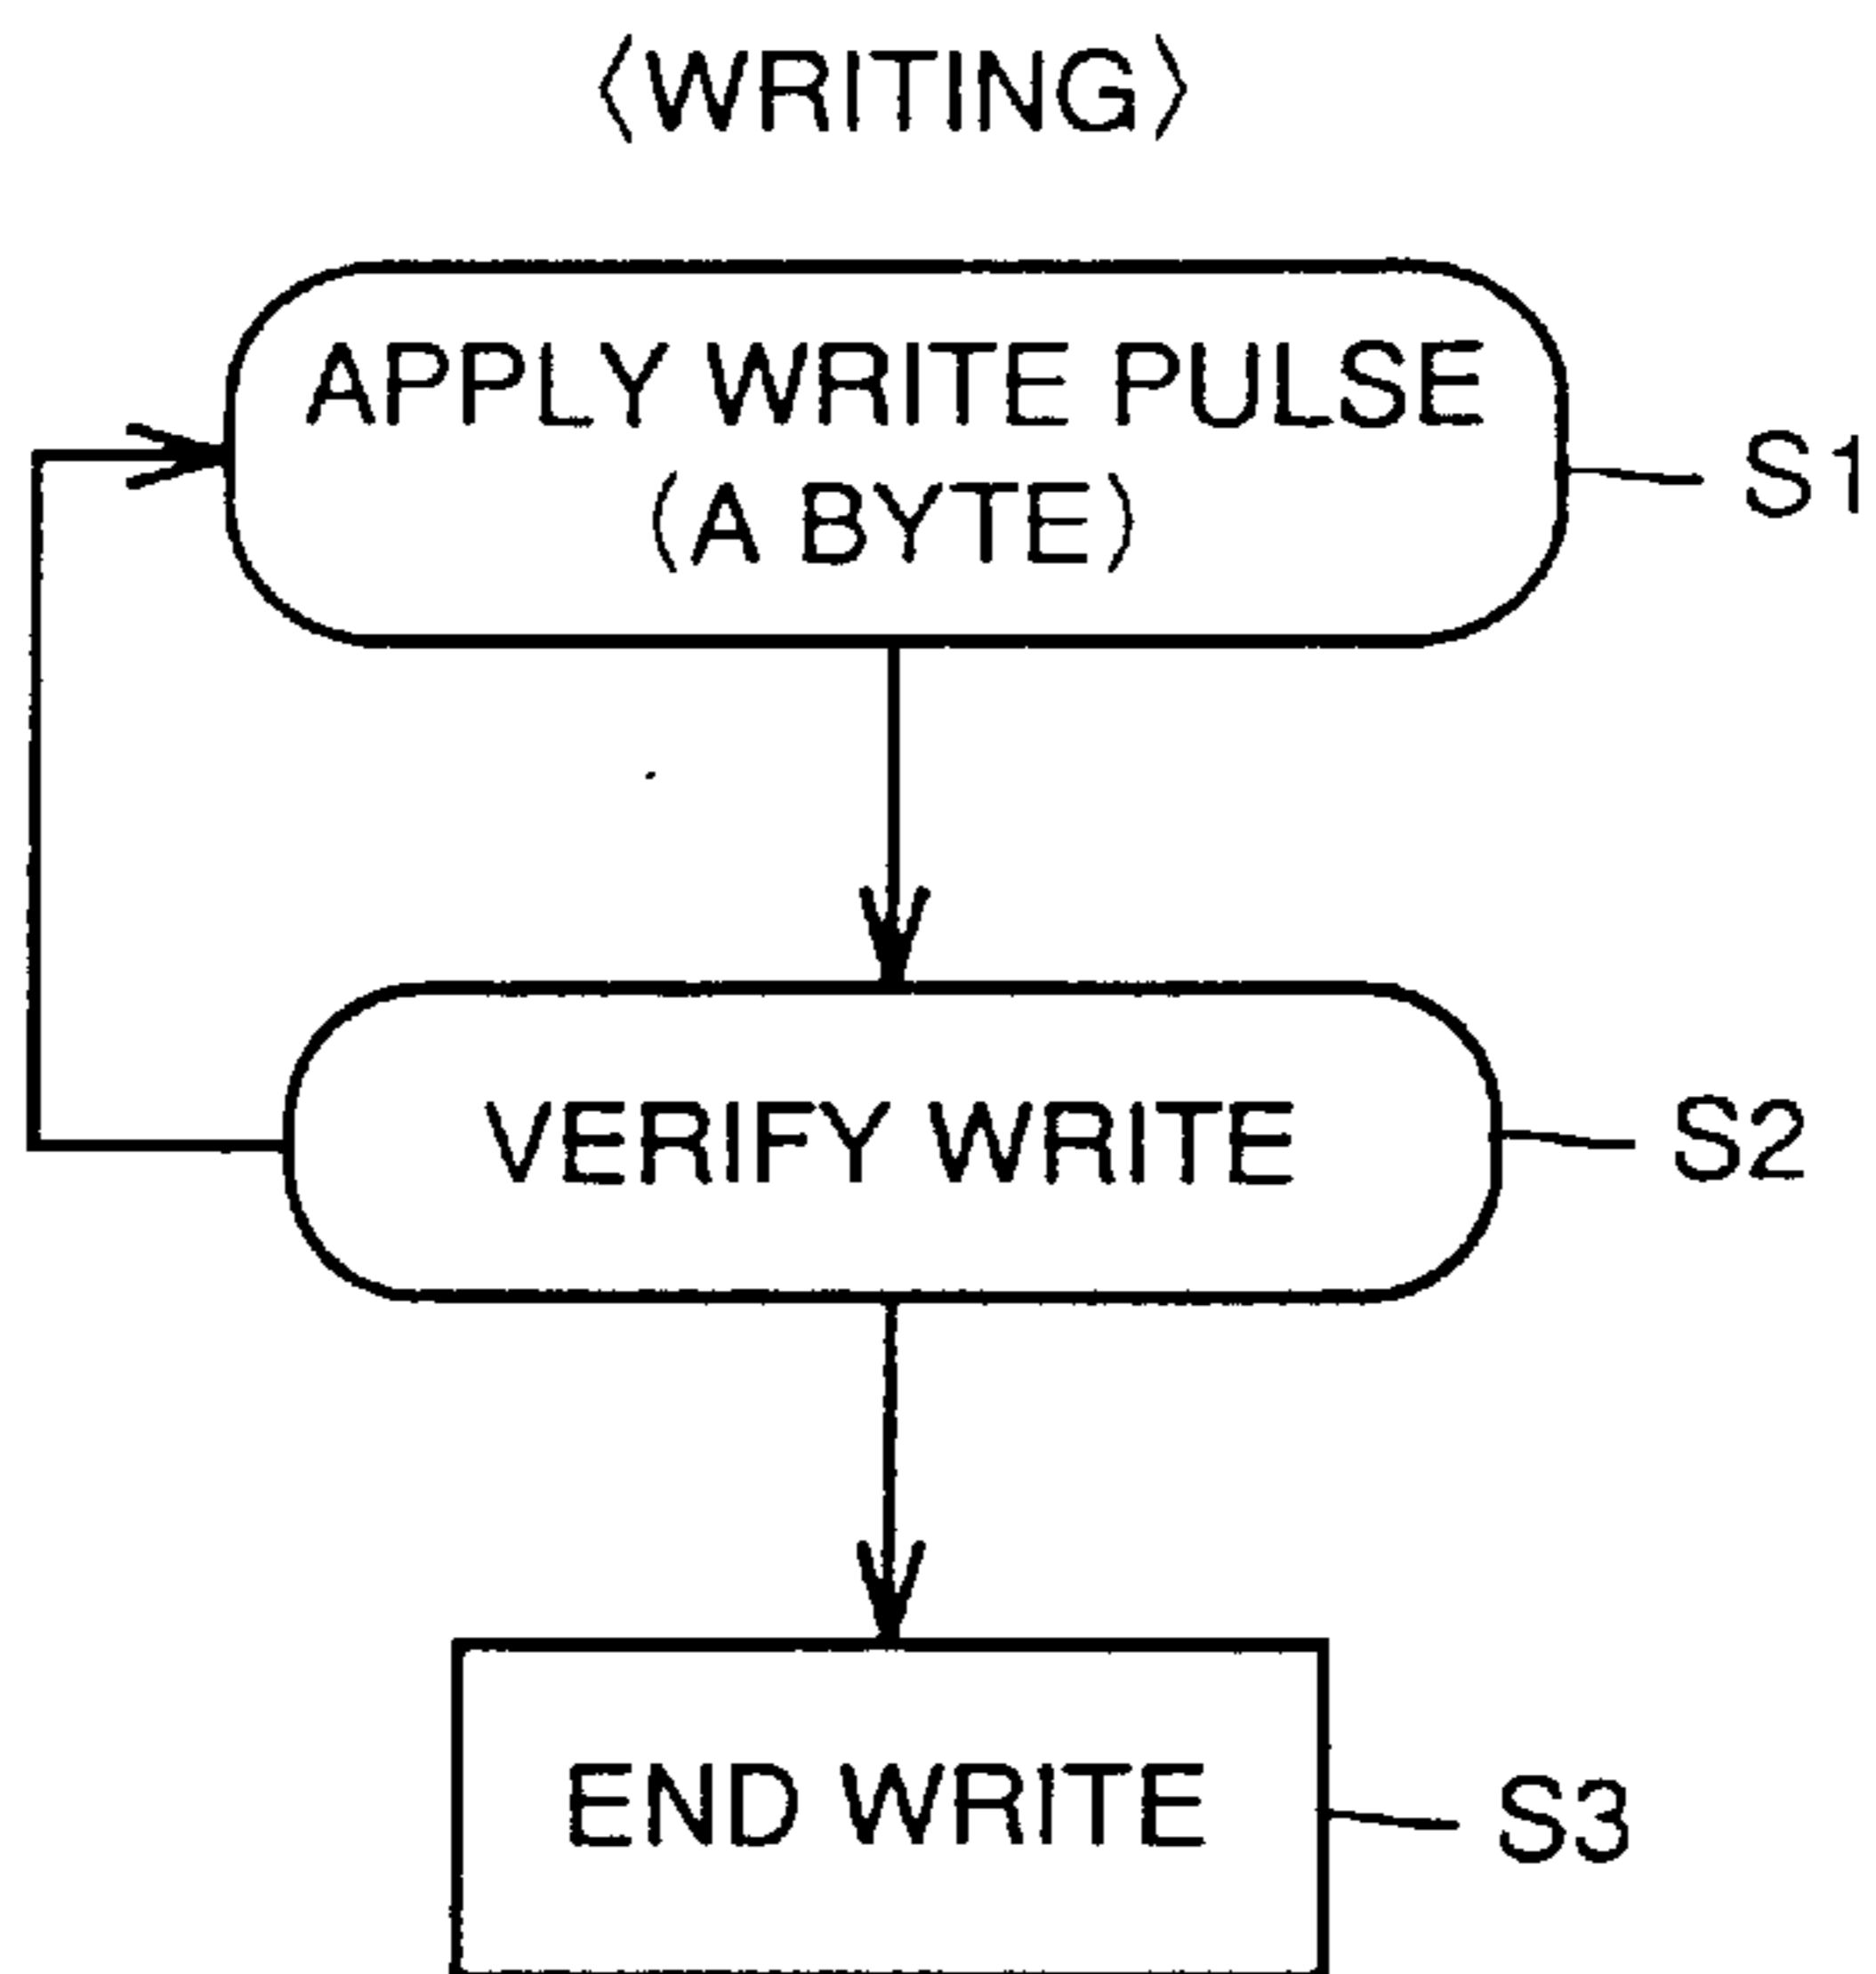 〈WRITING〉
APPLY WRITE PULSE
(A BYTE)
S1
VERIFY WRITE
S2
END WRITE
S3